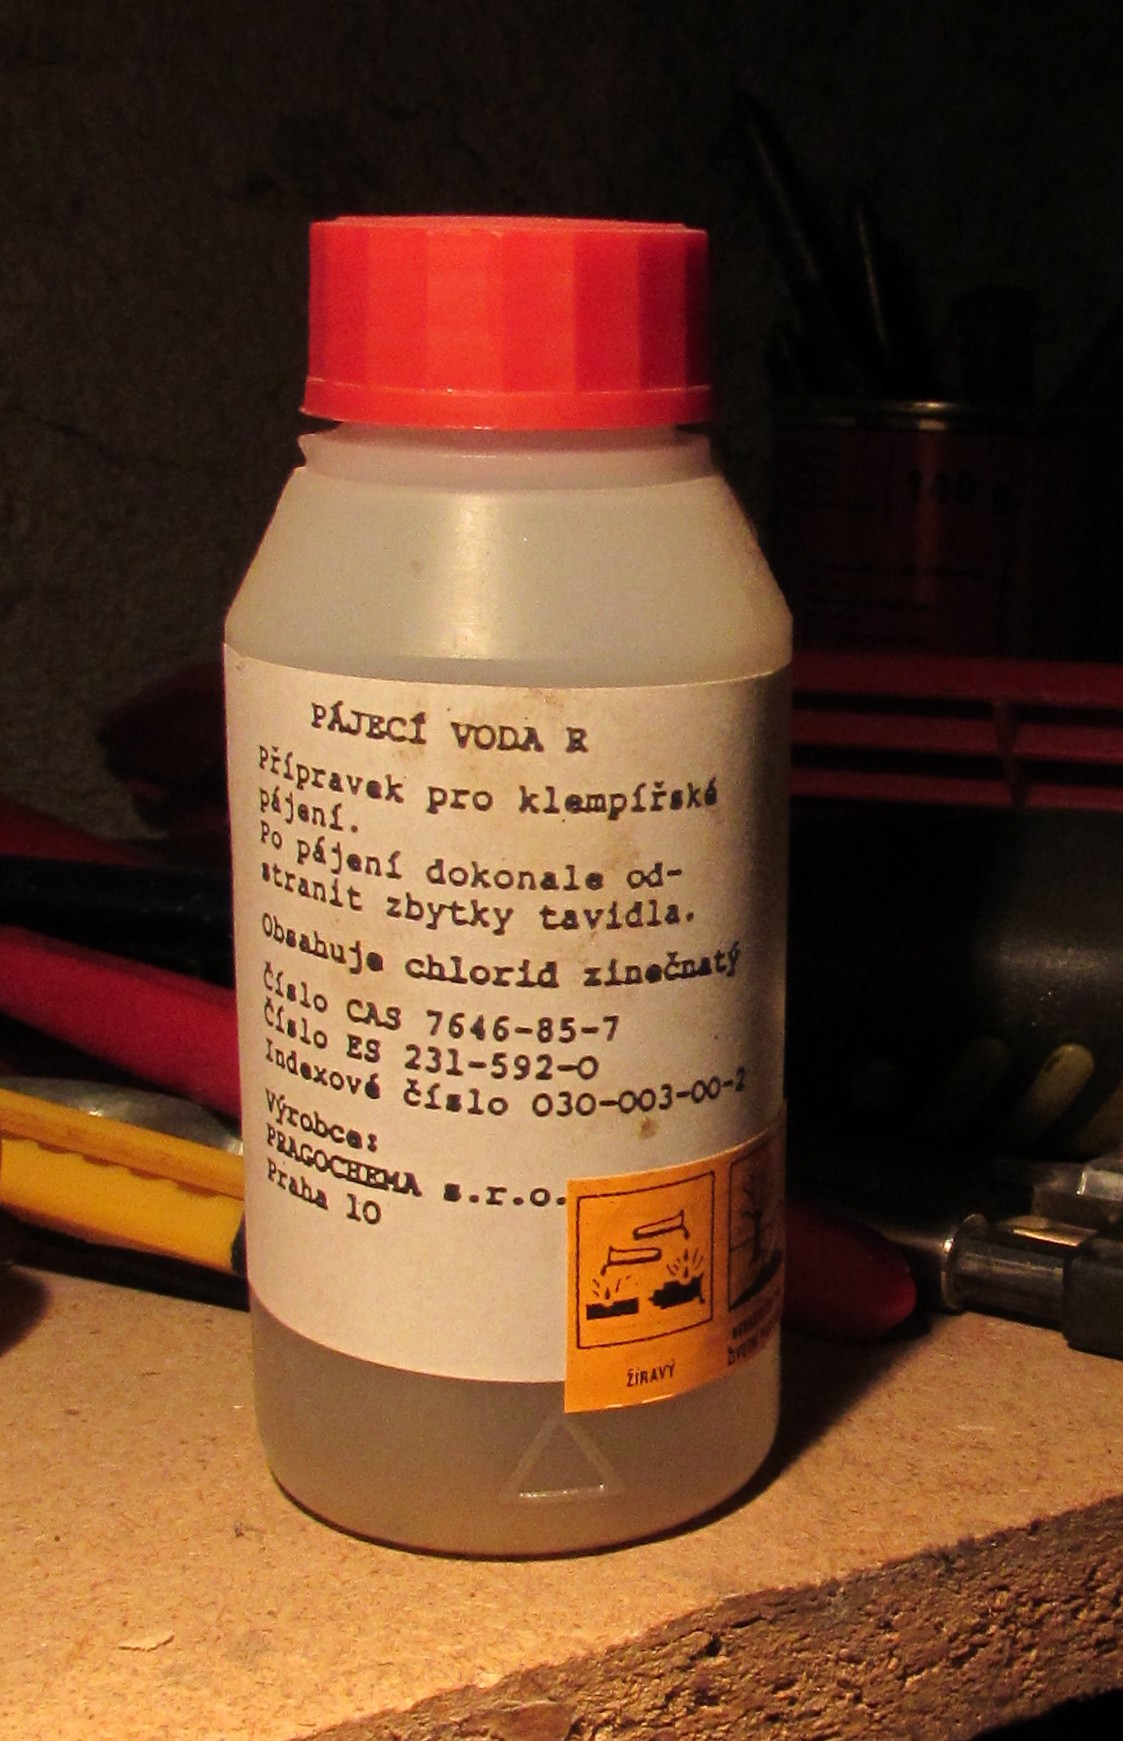 PÁJECÍ VODA R
Přípravek pro klempířské
pájení.
Po pájení dokonale od-
stranit zbytky tavidla.
Obsahuje chlorid zinečnatý
Číslo CAS 7646-85-7
Číslo ES 231-592-0
Indexové číslo 030-003-00-2
Výrobce:
PRAGOCHEMA s.r.o.
Praha 10
ŽÍRAVÝ
140 g